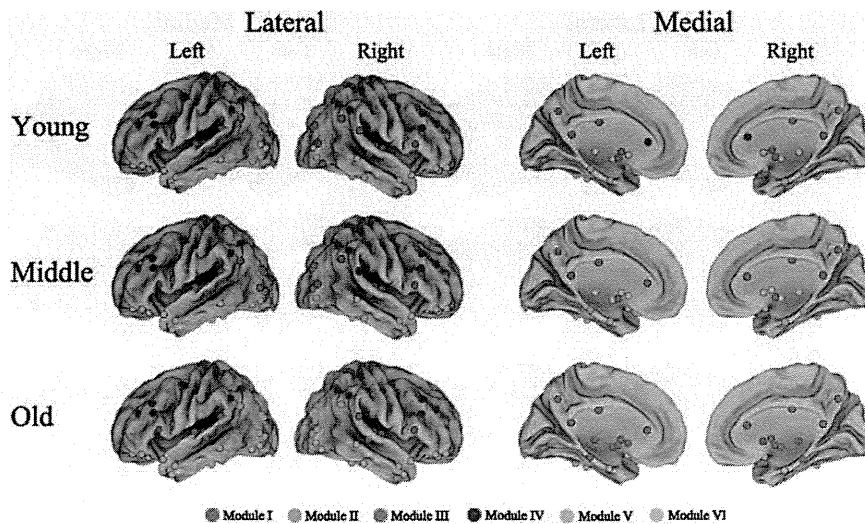 Lateral Medial
Left Right Left Right
Young
Middle
Old
Module I Module II Module III Module IV Module V Module VI